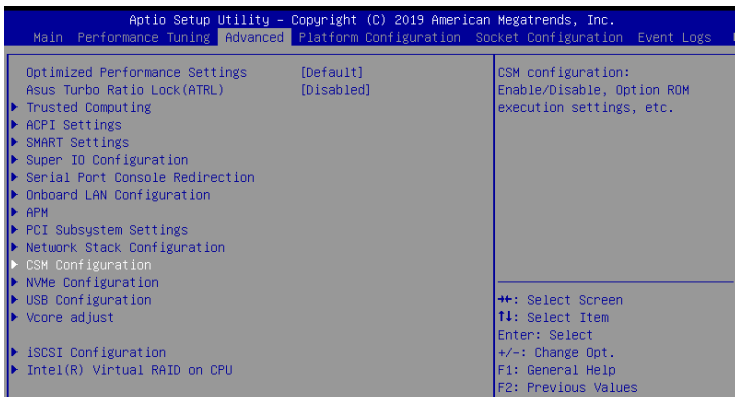 Aptio Setup Utility – Copyright (C) 2019 American Megatrends, Inc.
Main Performance Tuning Advanced Platform Configuration Socket Configuration Event Logs
Optimized Performance Settings [Default]
Asus Turbo Ratio Lock(ATRL) [Disabled]
Trusted Computing
ACPI Settings
SMART Settings
Super IO Configuration
Serial Port Console Redirection
Onboard LAN Configuration
APM
PCI Subsystem Settings
Network Stack Configuration
CSM Configuration
NVMe Configuration
USB Configuration
Vcore adjust
iSCSI Configuration
Intel(R) Virtual RAID on CPU
CSM configuration:
Enable/Disable, Option ROM
execution settings, etc.
→←: Select Screen
↑↓: Select Item
Enter: Select
+/-: Change Opt.
F1: General Help
F2: Previous Values